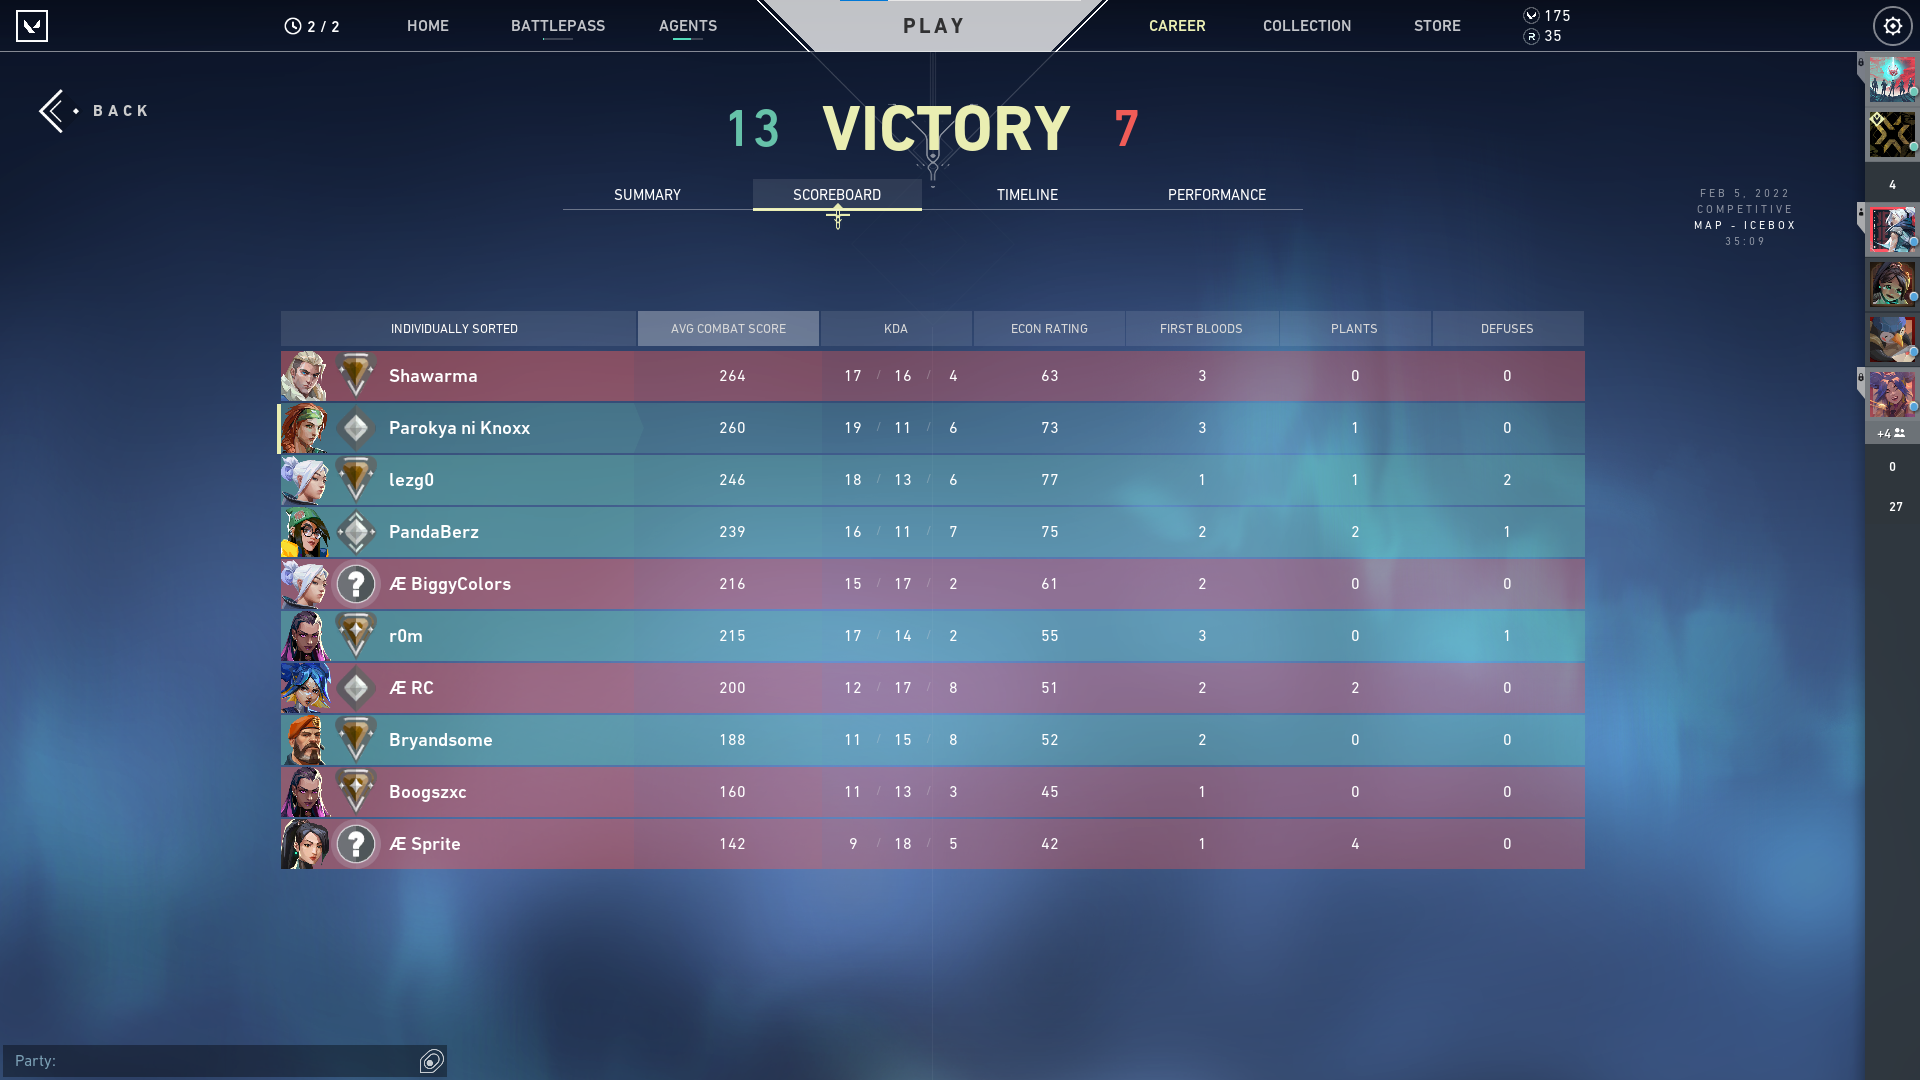 2 / 2 HOME BATTLEPASS AGENTS PLAY CAREER COLLECTION STORE 175
35
BACK
13 VICTORY 7
SUMMARY SCOREBOARD TIMELINE PERFORMANCE
FEB 5, 2022
COMPETITIVE
MAP - ICEBOX
35:09
INDIVIDUALLY SORTED AVG COMBAT SCORE KDA ECON RATING FIRST BLOODS PLANTS DEFUSES
Shawarma 264 17 / 16 / 4 63 3 0 0
Parokya ni Knoxx 260 19 / 11 / 6 73 3 1 0
lezg0 246 18 / 13 / 6 77 1 1 2
PandaBerz 239 16 / 11 / 7 75 2 2 1
? Æ BiggyColors 216 15 / 17 / 2 61 2 0 0
r0m 215 17 / 14 / 2 55 3 0 1
Æ RC 200 12 / 17 / 8 51 2 2 0
Bryandsome 188 11 / 15 / 8 52 2 0 0
Boogszxc 160 11 / 13 / 3 45 1 0 0
? Æ Sprite 142 9 / 18 / 5 42 1 4 0
4
+4
0
27
Party: